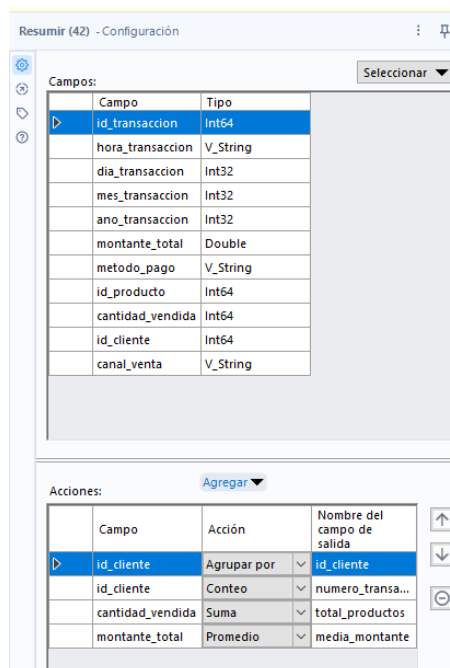 Resumir (42) - Configuración
Seleccionar
Campos:
Campo Tipo
id_transaccion Int64
hora_transaccion V_String
dia_transaccion Int32
mes_transaccion Int32
ano_transaccion Int32
montante_total Double
metodo_pago V_String
id_producto Int64
cantidad_vendida Int64
id_cliente Int64
canal_venta V_String
Agregar
Acciones:
Campo Acción Nombre del
campo de
salida
id_cliente Agrupar por id_cliente
id_cliente Conteo numero_transa...
cantidad_vendida Suma total_productos
montante_total Promedio media_montante